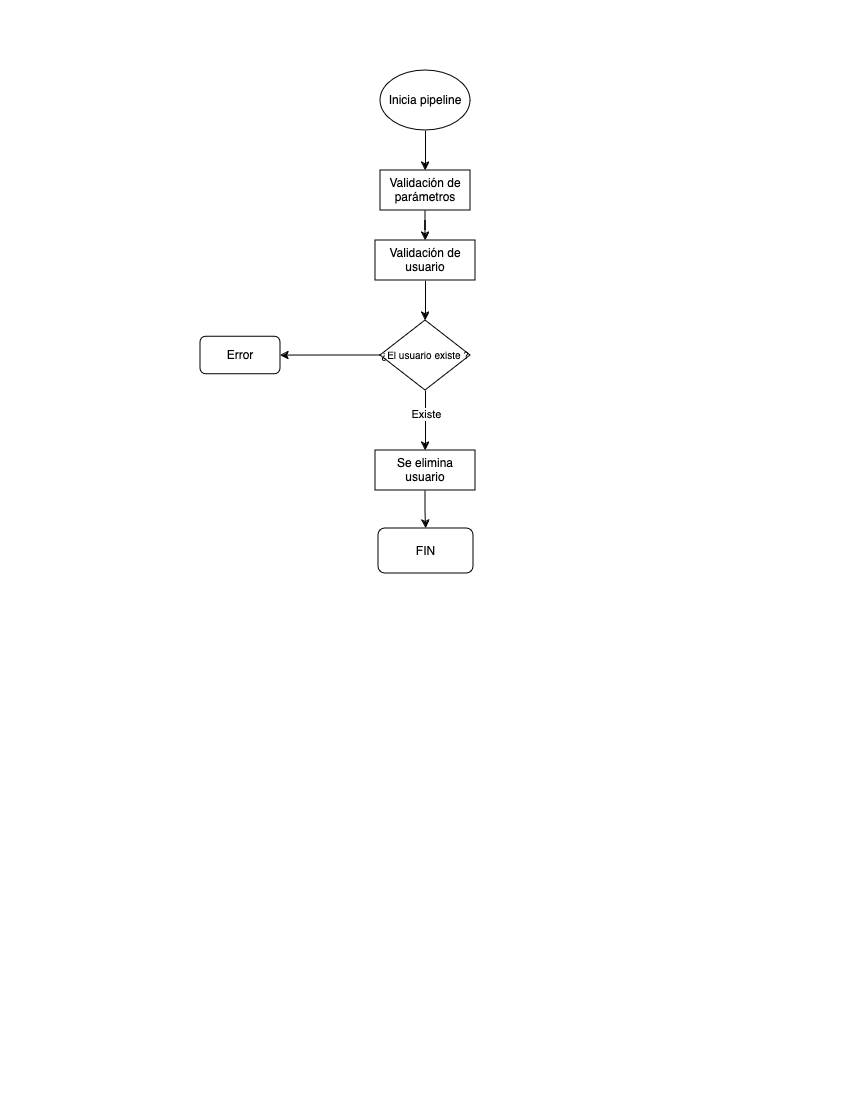 Inicia pipeline
Validación de
parámetros
Validación de
usuario
Error
¿El usuario existe ?
Existe
Se elimina
usuario
FIN